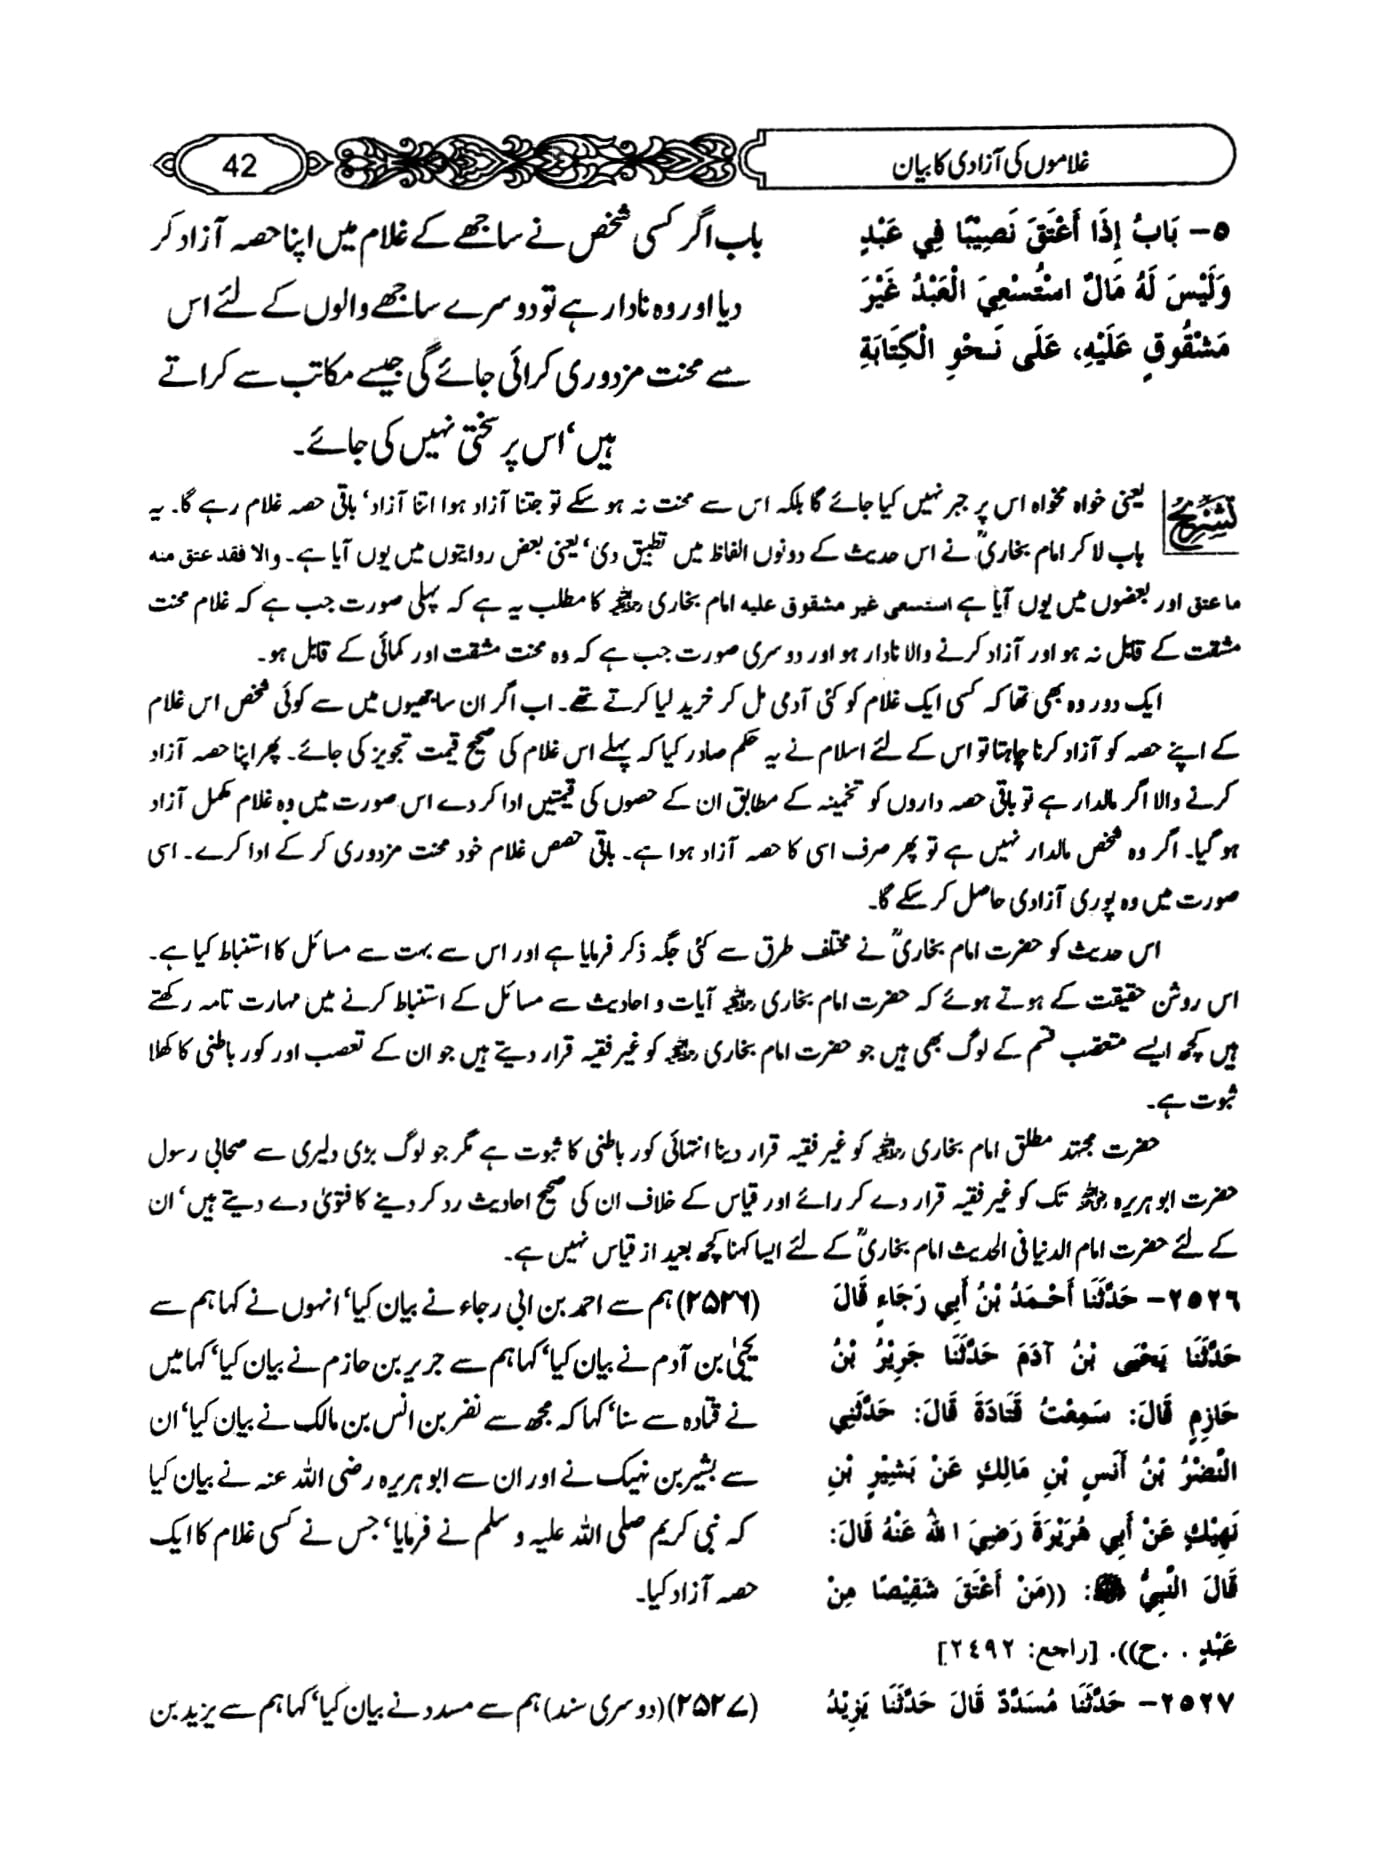 غلاموں کی آزادی کا بیان
42
٥- بَابُ إِذَا أَعْتَقَ نَصِيْبًا فِي عَبْدٍ
وَلَيْسَ لَهُ مَالٌ اسْتُسْعِيَ الْعَبْدُ غَيْرَ
مَشْقُوقٍ عَلَيْهِ، عَلَى نَحْوِ الْكِتَابَةِ
باب اگر کسی شخص نے ساجھے کے غلام میں اپنا حصہ آزاد کر
دیا اور وہ نادار ہے تو دوسرے ساجھے والوں کے لئے اس
سے محنت مزدوری کرائی جائے گی جیسے مکاتب سے کراتے
ہیں‘ اس پر سختی نہیں کی جائے۔
تشریح یعنی خواہ مخواہ اس پر جبر نہیں کیا جائے گا بلکہ اس سے محنت نہ ہو سکے تو جتنا آزاد ہوا اتنا آزاد‘ باقی حصہ غلام رہے گا۔ یہ
باب لا کر امام بخاریؒ نے اس حدیث کے دونوں الفاظ میں تطبیق دی‘ یعنی بعض روایتوں میں یوں آیا ہے۔ والا فقد عتق منه
ما عتق اور بعضوں میں یوں آیا ہے استسعی غیر مشقوق علیه امام بخاری رحمہ اللہ کا مطلب یہ ہے کہ پہلی صورت جب ہے کہ غلام محنت
مشقت کے قابل نہ ہو اور آزاد کرنے والا نادار ہو اور دوسری صورت جب ہے کہ وہ محنت مشقت اور کمائی کے قابل ہو۔
ایک دور وہ بھی تھا کہ کسی ایک غلام کو کئی آدمی مل کر خرید لیا کرتے تھے۔ اب اگر ان ساجھیوں میں سے کوئی شخص اس غلام
کے اپنے حصہ کو آزاد کرنا چاہتا تو اس کے لئے اسلام نے یہ حکم صادر کیا کہ پہلے اس غلام کی صحیح قیمت تجویز کی جائے۔ پھر اپنا حصہ آزاد
کرنے والا اگر مالدار ہے تو باقی حصہ داروں کو تخمینہ کے مطابق ان کے حصوں کی قیمتیں ادا کر دے اس صورت میں وہ غلام مکمل آزاد
ہو گیا۔ اگر وہ شخص مالدار نہیں ہے تو پھر صرف اسی کا حصہ آزاد ہوا ہے۔ باقی حصص غلام خود محنت مزدوری کر کے ادا کرے۔ اسی
صورت میں وہ پوری آزادی حاصل کر سکے گا۔
اس حدیث کو حضرت امام بخاریؒ نے مختلف طرق سے کئی جگہ ذکر فرمایا ہے اور اس سے بہت سے مسائل کا استنباط کیا ہے۔
اس روشن حقیقت کے ہوتے ہوئے کہ حضرت امام بخاری رحمہ اللہ آیات و احادیث سے مسائل کے استنباط کرنے میں مہارت تامہ رکھتے
ہیں کچھ ایسے متعصب قسم کے لوگ بھی ہیں جو حضرت امام بخاری رحمہ اللہ کو غیر فقیہ قرار دیتے ہیں جو ان کے تعصب اور کور باطنی کا کھلا
ثبوت ہے۔
حضرت مجتہد مطلق امام بخاری رحمہ اللہ کو غیر فقیہ قرار دینا انتہائی کور باطنی کا ثبوت ہے مگر جو لوگ بڑی دلیری سے صحابی رسول
حضرت ابو ہریرہ رضی اللہ عنہ تک کو غیر فقیہ قرار دے کر رائے اور قیاس کے خلاف ان کی صحیح احادیث رد کر دینے کا فتویٰ دے دیتے ہیں‘ ان
کے لئے حضرت امام الدنیا فی الحدیث امام بخاریؒ کے لئے ایسا کہنا کچھ بعید از قیاس نہیں ہے۔
٢٥٢٦- حَدَّثَنَا أَحْمَدُ بْنُ أَبِي رَجَاءٍ قَالَ
حَدَّثَنَا يَحْيَى بْنُ آدَمَ حَدَّثَنَا جَرِيْرُ بْنُ
حَازِمٍ قَالَ: سَمِعْتُ قَتَادَةَ قَالَ: حَدَّثَنِي
النَّضْرُ بْنُ أَنَسٍ بْنِ مَالِكٍ عَنْ بَشِيْرٍ بْنِ
نَهِيْكٍ عَنْ أَبِي هُرَيْرَةَ رَضِيَ اللهُ عَنْهُ قَالَ:
قَالَ النَّبِيُّ ﷺ: ((مَنْ أَعْتَقَ شَقِيْصًا مِنْ
عَبْدٍ . .ح)). [راجع: ٢٤٩٢]
(۲۵۲۶) ہم سے احمد بن ابی رجاء نے بیان کیا‘ انہوں نے کہا ہم سے
یحییٰ بن آدم نے بیان کیا‘ کہا ہم سے جریر بن حازم نے بیان کیا‘ کہا میں
نے قتادہ سے سنا‘ کہا کہ مجھ سے نضر بن انس بن مالک نے بیان کیا‘ ان
سے بشیر بن نہیک نے اور ان سے ابو ہریرہ رضی اللہ عنہ نے بیان کیا
کہ نبی کریم صلی اللہ علیہ و سلم نے فرمایا‘ جس نے کسی غلام کا ایک
حصہ آزاد کیا۔
٢٥٢٧- حَدَّثَنَا مُسَدَّدٌ قَالَ حَدَّثَنَا يَزِيْدُ
(۲۵۲۷) (دوسری سند) ہم سے مسدد نے بیان کیا‘ کہا ہم سے یزید بن